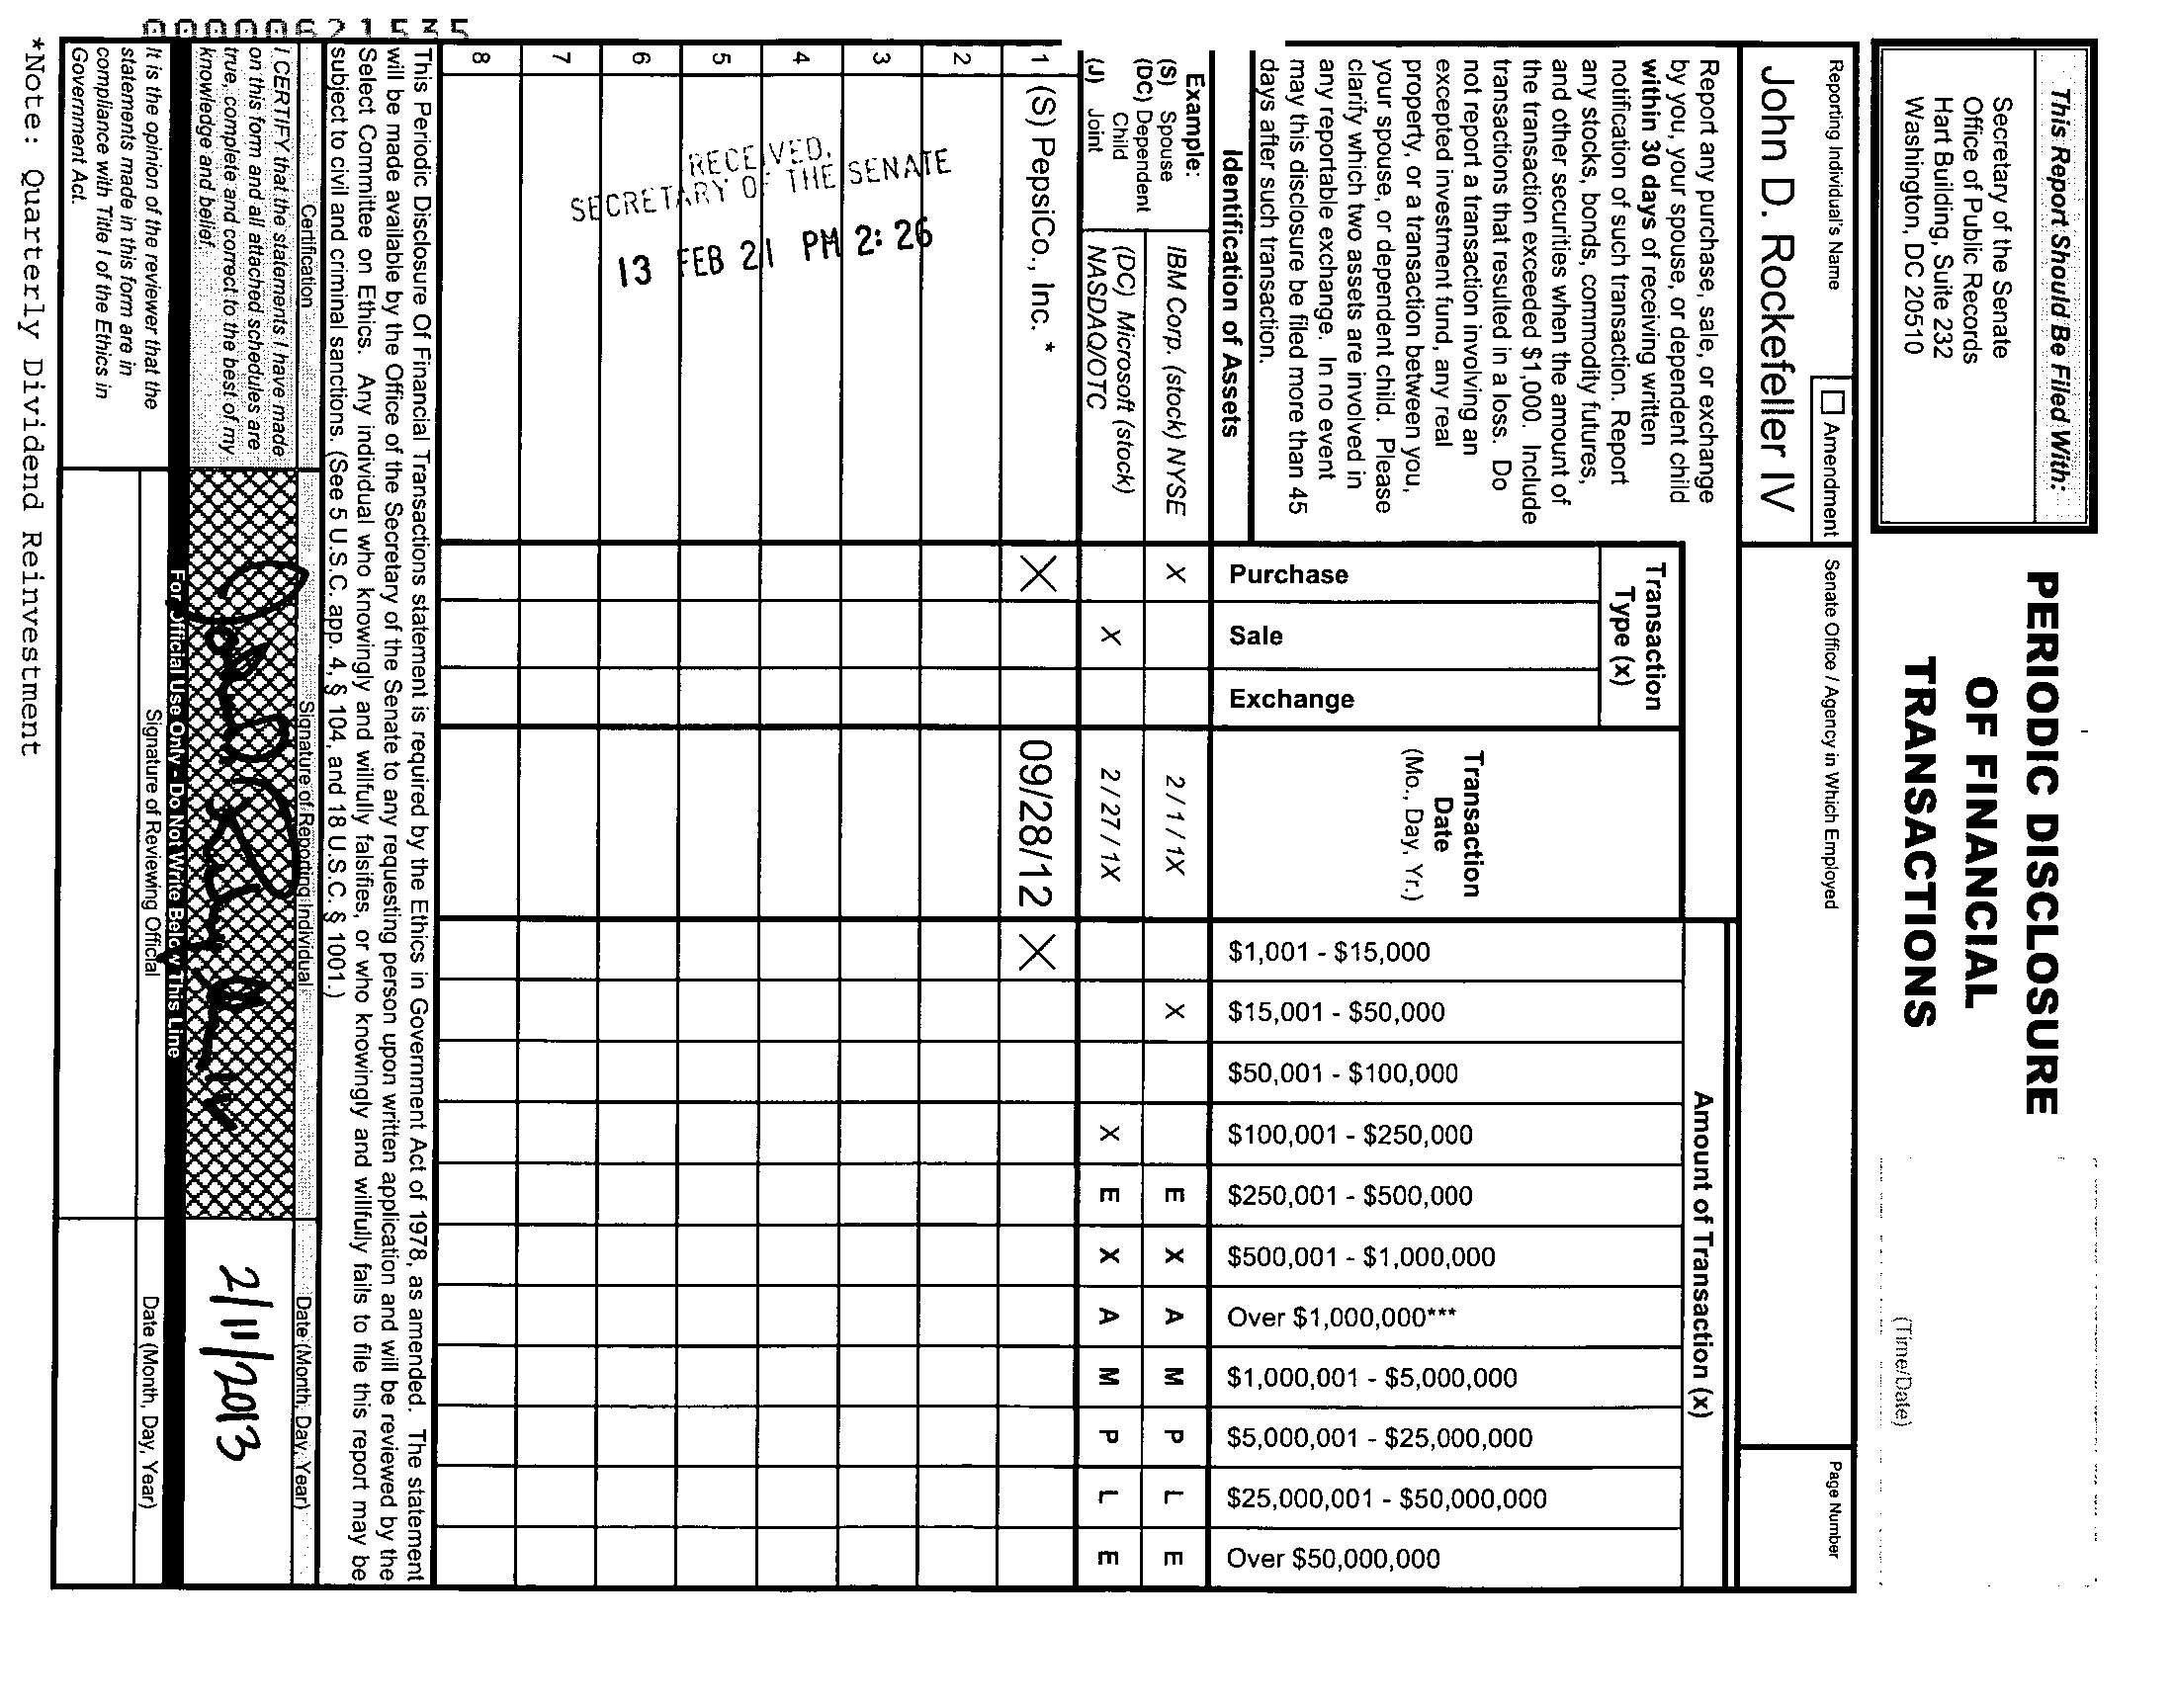 This Report Should Be Filed With:
Secretary of the Senate
Office of Public Records
Hart Building, Suite 232
Washington, DC 20510
PERIODIC DISCLOSURE
OF FINANCIAL
TRANSACTIONS
(Time/Date)
Reporting Individual's Name
John D. Rockefeller IV
Amendment
Senate Office / Agency in Which Employed
Page Number
Report any purchase, sale, or exchange
by you, your spouse, or dependent child
within 30 days of receiving written
notification of such transaction. Report
any stocks, bonds, commodity futures,
and other securities when the amount of
the transaction exceeded $1,000. Include
transactions that resulted in a loss. Do
not report a transaction involving an
excepted investment fund, any real
property, or a transaction between you,
your spouse, or dependent child. Please
clarify which two assets are involved in
any reportable exchange. In no event
may this disclosure be filed more than 45
days after such transaction.
Identification of Assets
Transaction
Type (x)
Purchase
Sale
Exchange
Transaction
Date
(Mo., Day, Yr.)
Amount of Transaction (x)
$1,001 - $15,000
$15,001 - $50,000
$50,001 - $100,000
$100,001 - $250,000
$250,001 - $500,000
$500,001 - $1,000,000
Over $1,000,000***
$1,000,001 - $5,000,000
$5,000,001 - $25,000,000
$25,000,001 - $50,000,000
Over $50,000,000
Example:
(S) Spouse
(DC) Dependent
Child
(J) Joint
IBM Corp. (stock) NYSE X 2 / 1 / 1X X E X A M P L E
(DC) Microsoft (stock)
NASDAQ/OTC X 2 / 27 / 1X X E X A M P L E
1 (S) PepsiCo., Inc. * X 09/28/12 X
2
3
4
5
6
7
8
RECEIVED.
SECRETARY OF THE SENATE
13 FEB 21 PM 2: 26
This Periodic Disclosure Of Financial Transactions statement is required by the Ethics in Government Act of 1978, as amended. The statement
will be made available by the Office of the Secretary of the Senate to any requesting person upon written application and will be reviewed by the
Select Committee on Ethics. Any individual who knowingly and willfully falsifies, or who knowingly and willfully fails to file this report may be
subject to civil and criminal sanctions. (See 5 U.S.C. app. 4, § 104, and 18 U.S.C. § 1001.)
Certification
Signature of Reporting Individual
Date (Month, Day, Year)
I CERTIFY that the statements I have made
on this form and all attached schedules are
true, complete and correct to the best of my
knowledge and belief.
2/11/2013
For Official Use Only - Do Not Write Below This Line
It is the opinion of the reviewer that the
statements made in this form are in
compliance with Title I of the Ethics in
Government Act.
Signature of Reviewing Official
Date (Month, Day, Year)
*Note: Quarterly Dividend Reinvestment